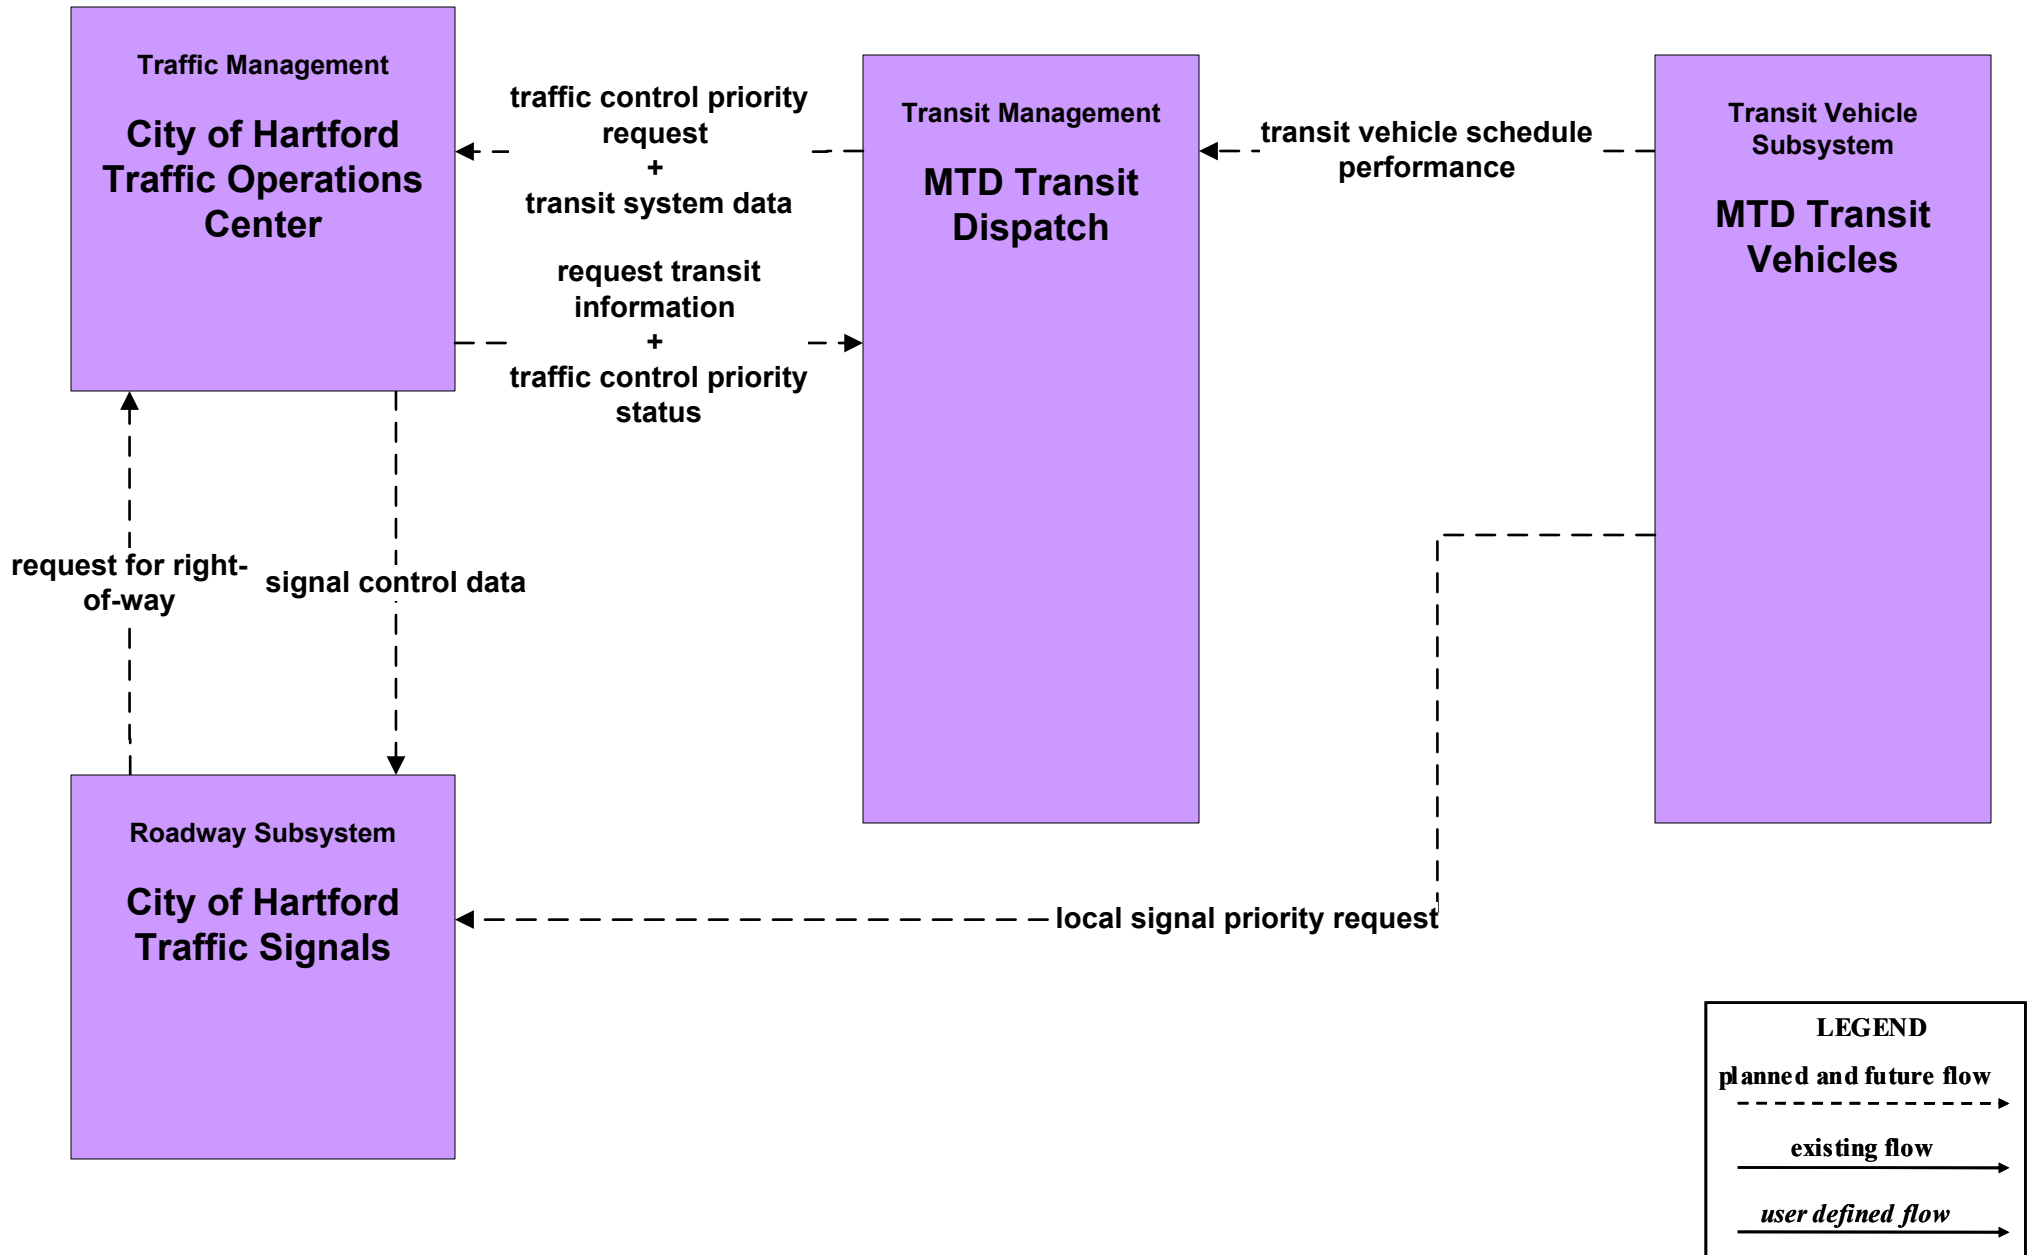 Traffic Management
City of Hartford
Traffic Operations
Center
traffic control priority
request
+
transit system data
request transit
information
+
traffic control priority
status
Transit Management
MTD Transit
Dispatch
transit vehicle schedule
performance
Transit Vehicle
Subsystem
MTD Transit
Vehicles
request for right-
of-way
signal control data
Roadway Subsystem
City of Hartford
Traffic Signals
local signal priority request
LEGEND
planned and future flow
existing flow
user defined flow